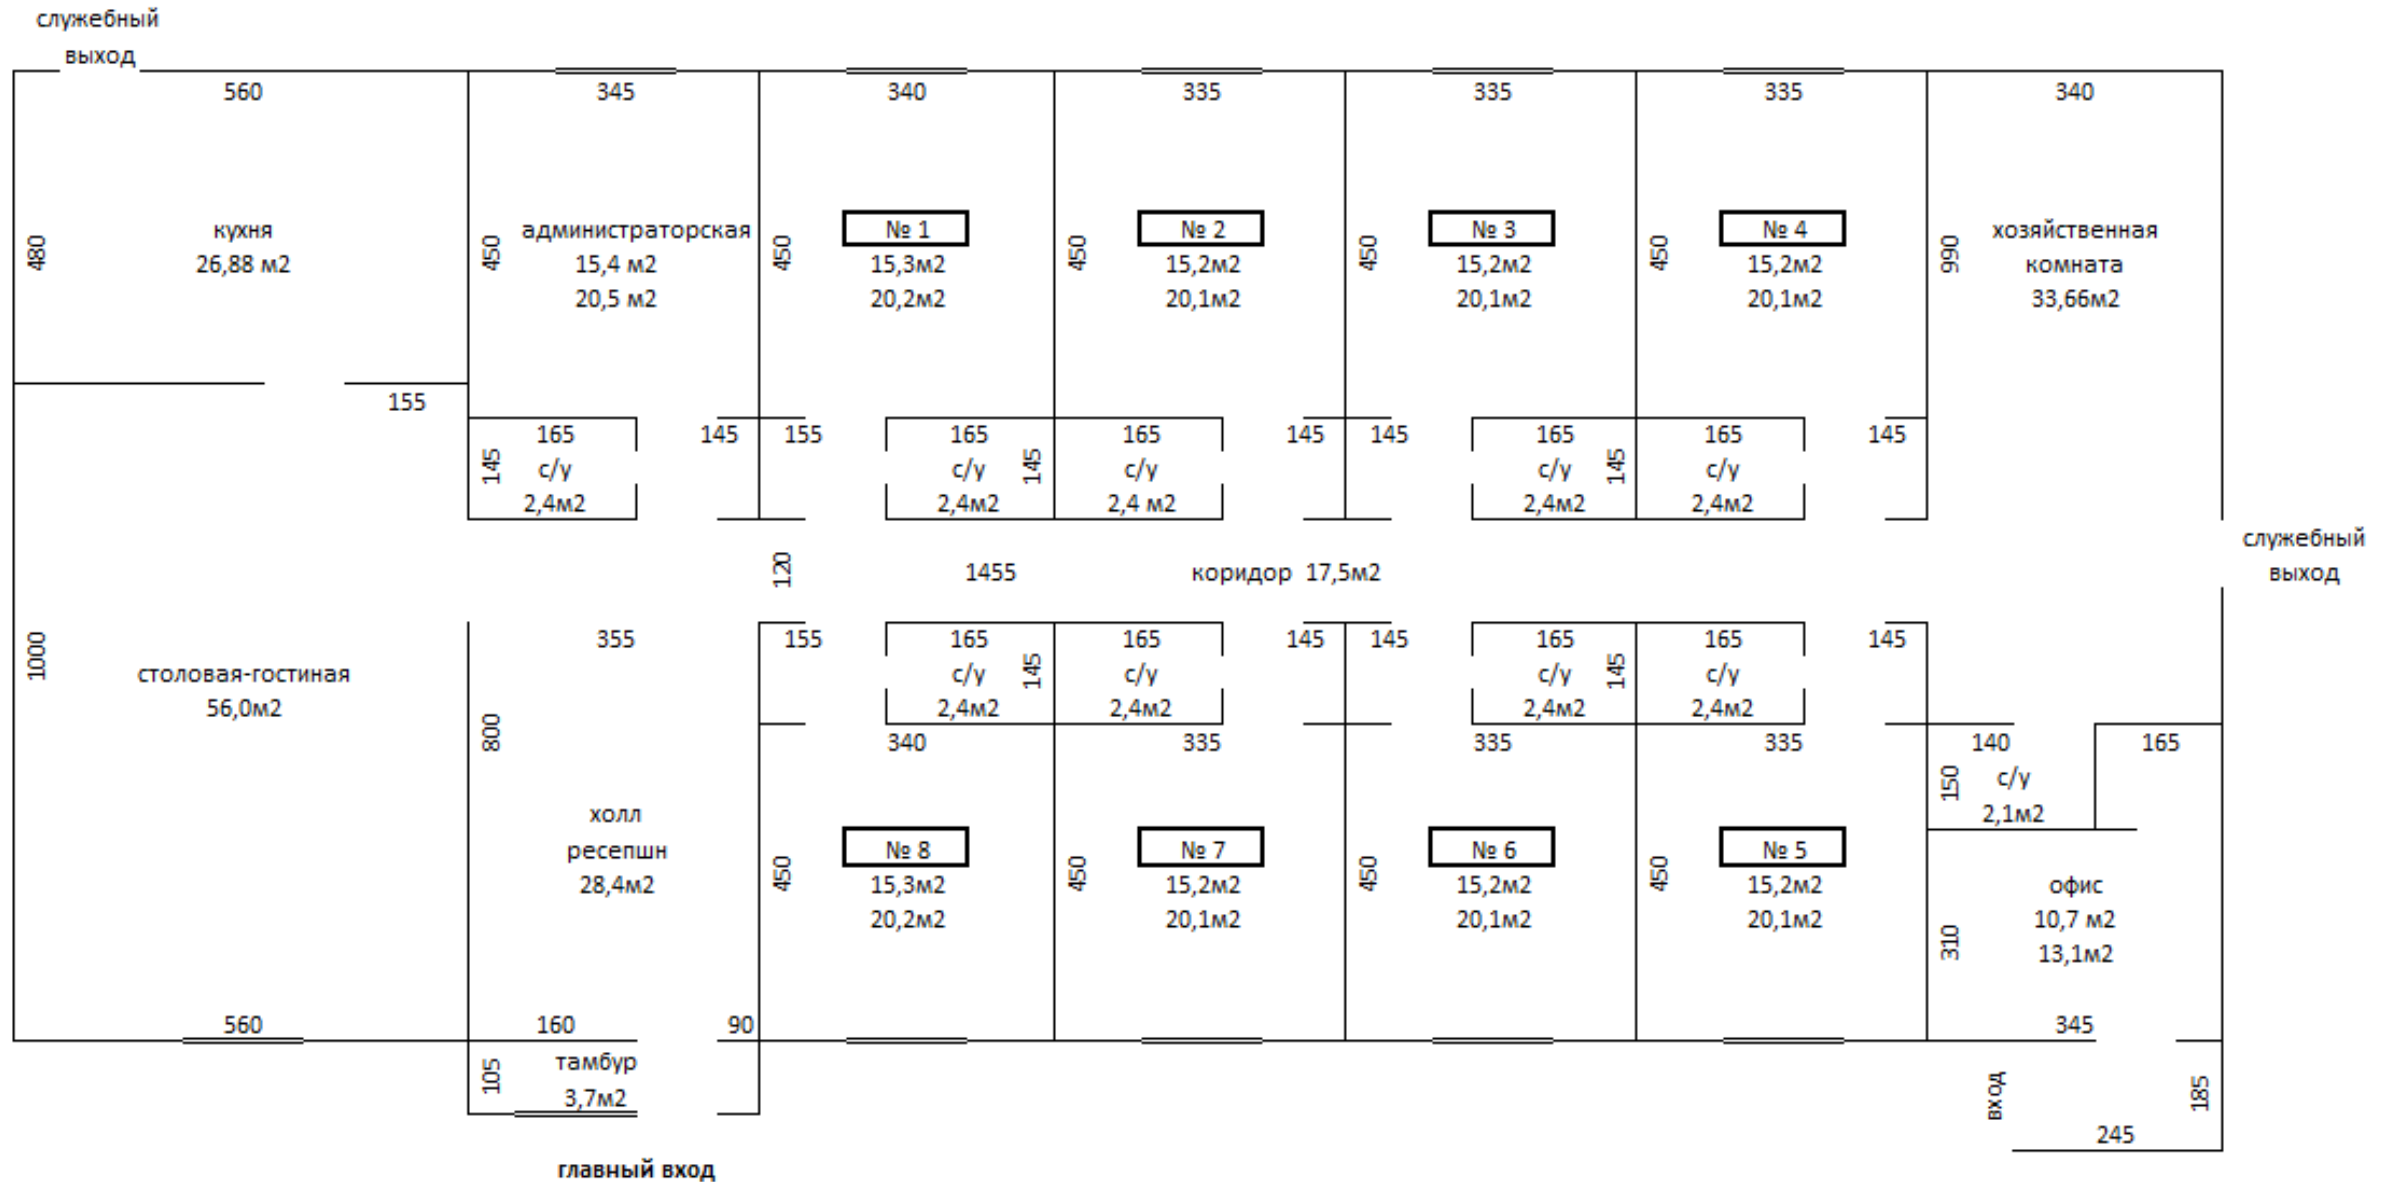 служебный
выход
560 345 340 335 335 335 340
480 450 450 450 450 450 990
кухня
26,88 м2
администраторская
15,4 м2
20,5 м2
№ 1
15,3м2
20,2м2
№ 2
15,2м2
20,1м2
№ 3
15,2м2
20,1м2
№ 4
15,2м2
20,1м2
хозяйственная
комната
33,66м2
155
165 145 155 165 165 145 145 165 165 145
145 с/у с/у 145 с/у с/у 145 с/у
2,4м2 2,4м2 2,4 м2 2,4м2 2,4м2
служебный
выход
120 1455 коридор 17,5м2
1000
столовая-гостиная
56,0м2
355 155 165 165 145 145 165 165 145
с/у 145 с/у с/у 145 с/у
2,4м2 2,4м2 2,4м2 2,4м2
800 340 335 335 335 140 165
150 с/у
2,1м2
холл
ресепшн
28,4м2
450 450 450 450 310
№ 8
15,3м2
20,2м2
№ 7
15,2м2
20,1м2
№ 6
15,2м2
20,1м2
№ 5
15,2м2
20,1м2
офис
10,7 м2
13,1м2
560 160 90 345
105 тамбур
3,7м2
вход 185
245
главный вход